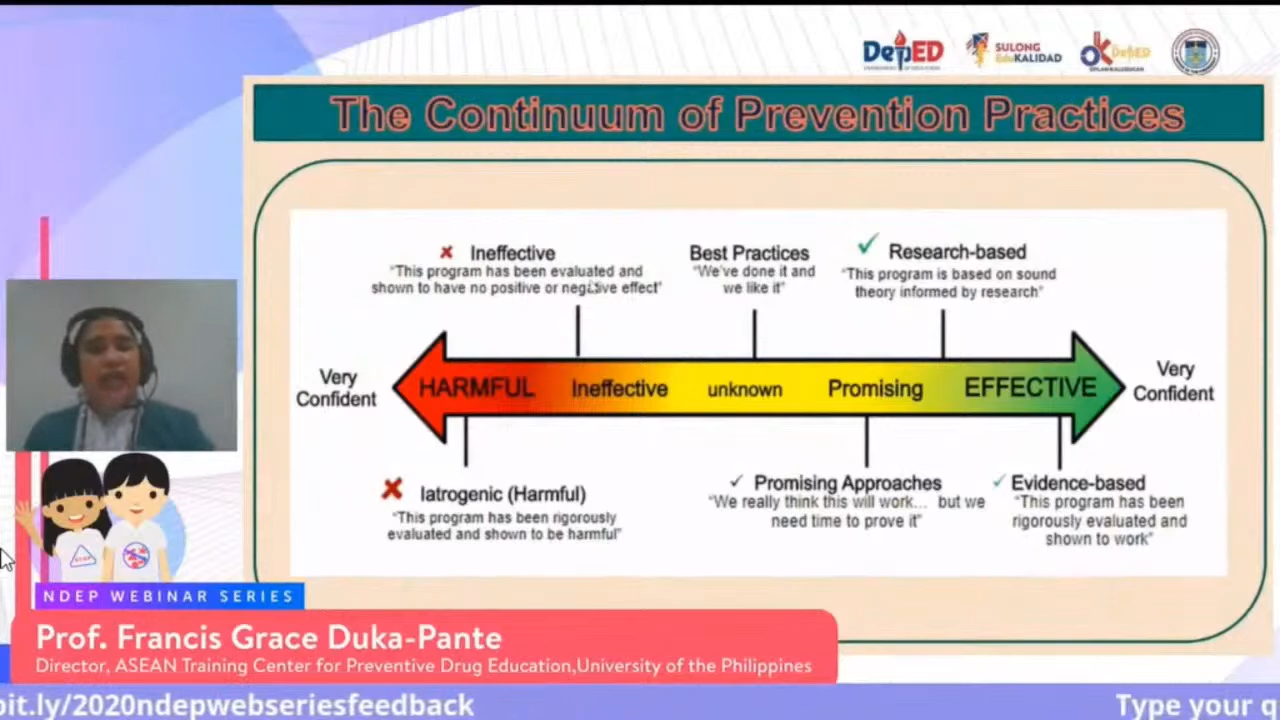 DepED
DEPARTMENT OF EDUCATION
SULONG
EduKALIDAD
OK DepED
The Continuum of Prevention Practices
✗ Ineffective
"This program has been evaluated and
shown to have no positive or negative effect"
Best Practices
"We've done it and
we like it"
✓ Research-based
"This program is based on sound
theory informed by research"
Very
Confident
HARMFUL Ineffective unknown Promising EFFECTIVE
Very
Confident
✗ Iatrogenic (Harmful)
"This program has been rigorously
evaluated and shown to be harmful"
✓ Promising Approaches
"We really think this will work... but we
need time to prove it"
✓ Evidence-based
"This program has been
rigorously evaluated and
shown to work"
NDEP WEBINAR SERIES
Prof. Francis Grace Duka-Pante
Director, ASEAN Training Center for Preventive Drug Education,University of the Philippines
bit.ly/2020ndepwebseriesfeedback
Type your q